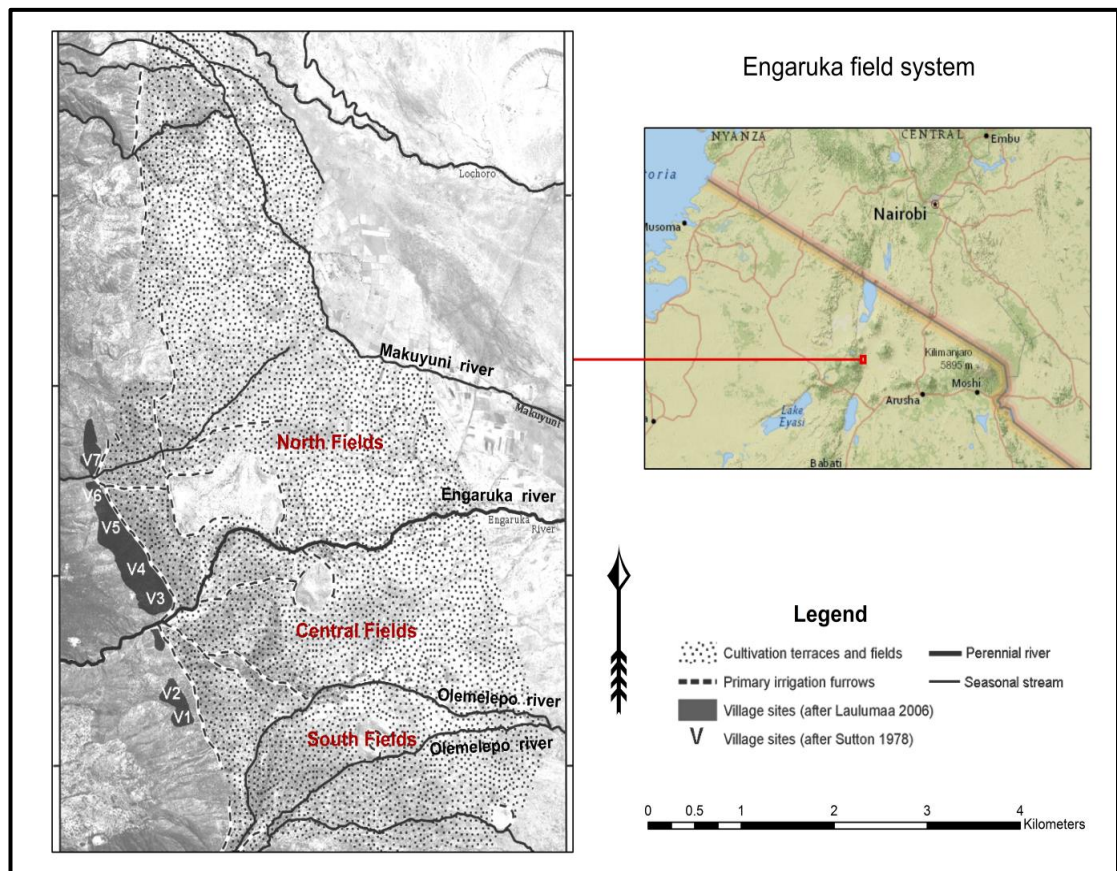 Engaruka field system
Lochoro
Makuyuni river
Makuyuni
North Fields
V7
V6
V5
V4
V3
V2
V1
Engaruka river
Engaruka
River
Central Fields
Olemelepo river
South Fields
Olemelepo river
NYANZA
CENTRAL
Embu
oria
Nairobi
Musoma
Kilimanjaro
5895 m
Moshi
Arusha
Lake
Eyasi
a
Babati
Legend
Cultivation terraces and fields
Perennial river
Primary irrigation furrows
Seasonal stream
Village sites (after Laulumaa 2006)
V Village sites (after Sutton 1978)
0 0.5 1 2 3 4
Kilometers